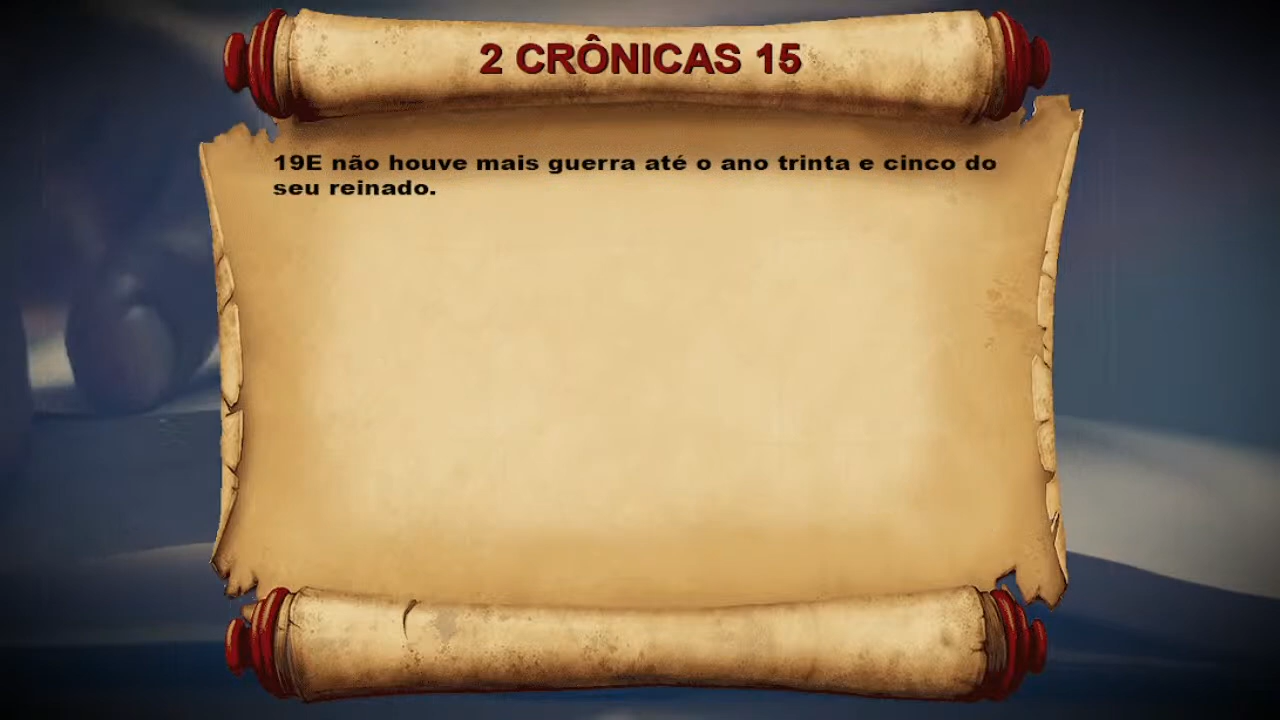 2 CRÔNICAS 15
19E não houve mais guerra até o ano trinta e cinco do
seu reinado.